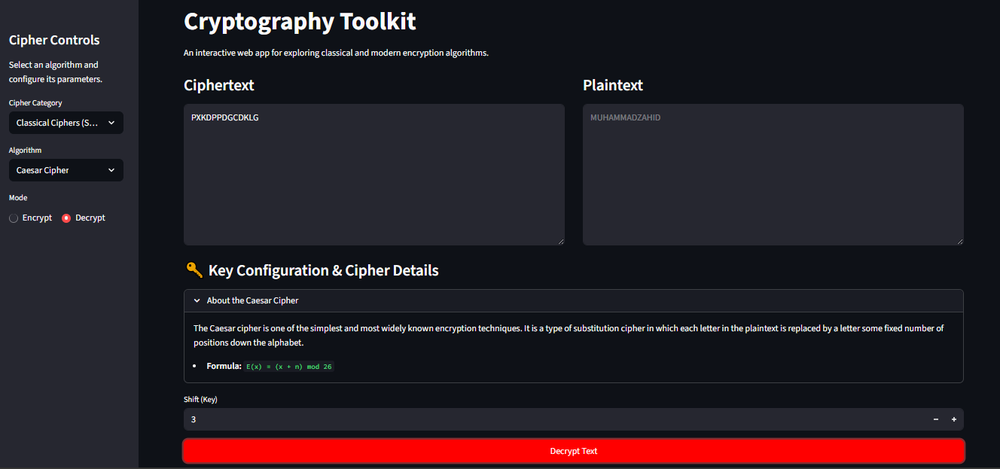 Cipher Controls
Select an algorithm and
configure its parameters.
Cipher Category
Classical Ciphers (S...
Algorithm
Caesar Cipher
Mode
Encrypt Decrypt
Cryptography Toolkit
An interactive web app for exploring classical and modern encryption algorithms.
Ciphertext
PXKDPPDGCDKLG
Plaintext
MUHAMMADZAHID
Key Configuration & Cipher Details
About the Caesar Cipher
The Caesar cipher is one of the simplest and most widely known encryption techniques. It is a type of substitution cipher in which each letter in the plaintext is replaced by a letter some fixed number of
positions down the alphabet.
• Formula: E(x) = (x + n) mod 26
Shift (Key)
3 − +
Decrypt Text